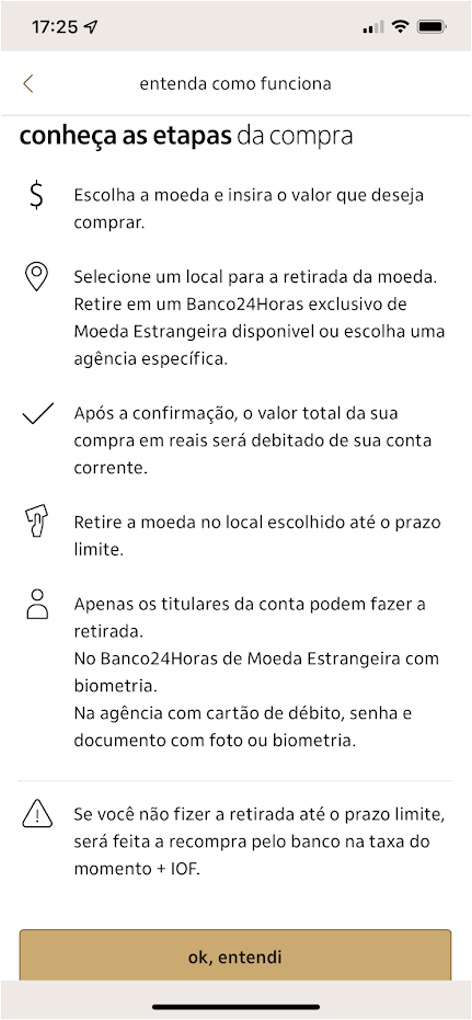 17:25
entenda como funciona
conheça as etapas da compra
Escolha a moeda e insira o valor que deseja
comprar.
Selecione um local para a retirada da moeda.
Retire em um Banco24Horas exclusivo de
Moeda Estrangeira disponivel ou escolha uma
agência específica.
Após a confirmação, o valor total da sua
compra em reais será debitado de sua conta
corrente.
Retire a moeda no local escolhido até o prazo
limite.
Apenas os titulares da conta podem fazer a
retirada.
No Banco24Horas de Moeda Estrangeira com
biometria.
Na agência com cartão de débito, senha e
documento com foto ou biometria.
Se você não fizer a retirada até o prazo limite,
será feita a recompra pelo banco na taxa do
momento + IOF.
ok, entendi